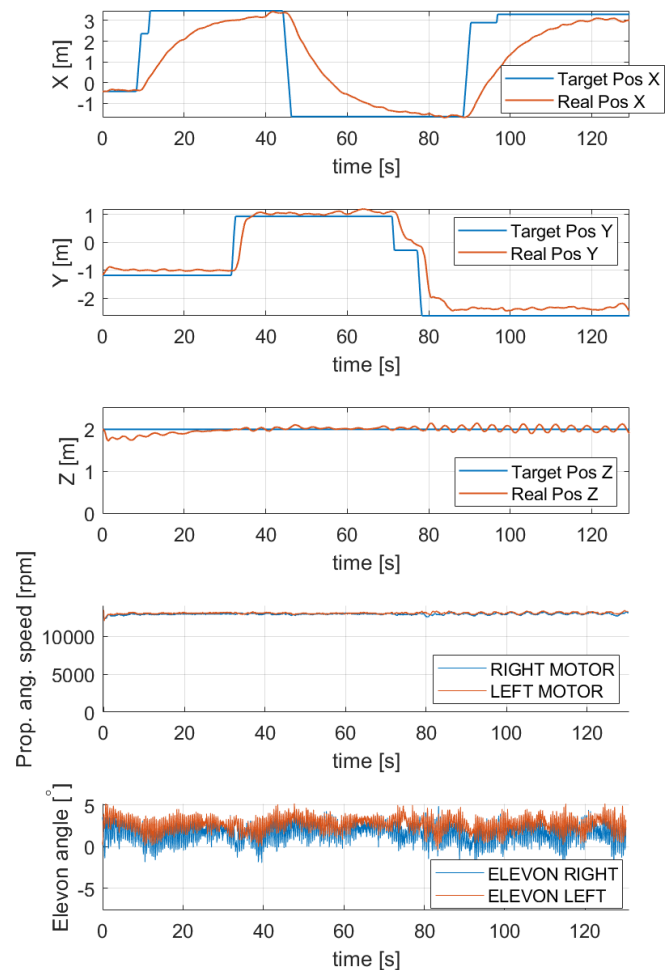 3
2
1
0
-1
X [m]
Target Pos X
Real Pos X
0 20 40 60 80 100 120
time [s]
1
0
-1
-2
Y [m]
Target Pos Y
Real Pos Y
0 20 40 60 80 100 120
time [s]
2
1
0
Z [m]
Target Pos Z
Real Pos Z
0 20 40 60 80 100 120
time [s]
10000
5000
0
Prop. ang. speed [rpm]
RIGHT MOTOR
LEFT MOTOR
0 20 40 60 80 100 120
time [s]
5
0
-5
Elevon angle [°]
ELEVON RIGHT
ELEVON LEFT
0 20 40 60 80 100 120
time [s]